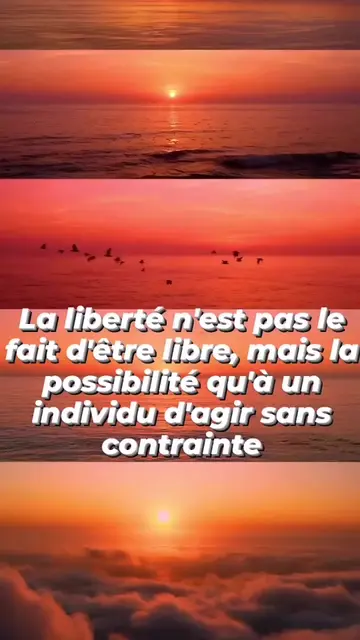 La liberté n'est pas le
fait d'être libre, mais la
possibilité qu'à un
individu d'agir sans
contrainte